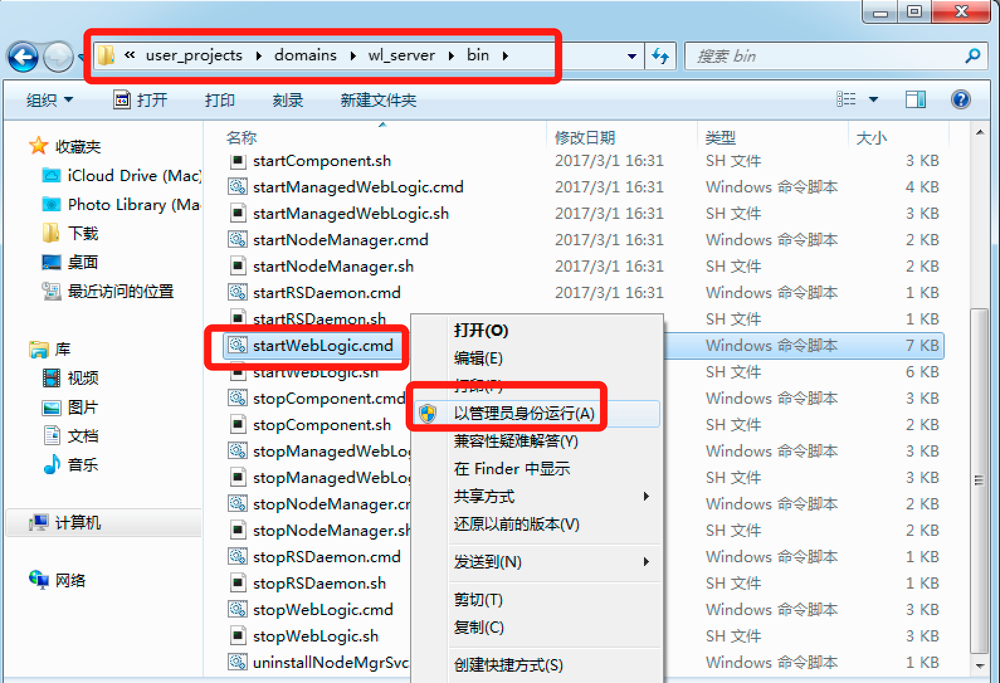 « user_projects domains wl_server bin
搜索 bin
组织 打开 打印 刻录 新建文件夹
名称 修改日期 类型 大小
收藏夹
iCloud Drive (Mac)
Photo Library (Ma
下载
桌面
最近访问的位置
库
视频
图片
文档
音乐
计算机
网络
startComponent.sh 2017/3/1 16:31 SH 文件 3 KB
startManagedWebLogic.cmd 2017/3/1 16:31 Windows 命令脚本 4 KB
startManagedWebLogic.sh 2017/3/1 16:31 SH 文件 3 KB
startNodeManager.cmd 2017/3/1 16:31 Windows 命令脚本 2 KB
startNodeManager.sh 2017/3/1 16:31 SH 文件 2 KB
startRSDaemon.cmd 2017/3/1 16:31 Windows 命令脚本 1 KB
startRSDaemon.sh SH 文件 1 KB
startWebLogic.cmd Windows 命令脚本 7 KB
startWebLogic.sh SH 文件 6 KB
stopComponent.cmd Windows 命令脚本 3 KB
stopComponent.sh SH 文件 2 KB
stopManagedWebLog Windows 命令脚本 3 KB
stopManagedWebLog SH 文件 3 KB
stopNodeManager.cm Windows 命令脚本 2 KB
stopNodeManager.sh SH 文件 2 KB
stopRSDaemon.cmd Windows 命令脚本 1 KB
stopRSDaemon.sh SH 文件 1 KB
stopWebLogic.cmd Windows 命令脚本 3 KB
stopWebLogic.sh SH 文件 3 KB
uninstallNodeMgrSvc. Windows 命令脚本 1 KB
打开(O)
编辑(E)
打印(P)
以管理员身份运行(A)
兼容性疑难解答(Y)
在 Finder 中显示
共享方式
还原以前的版本(V)
发送到(N)
剪切(T)
复制(C)
创建快捷方式(S)